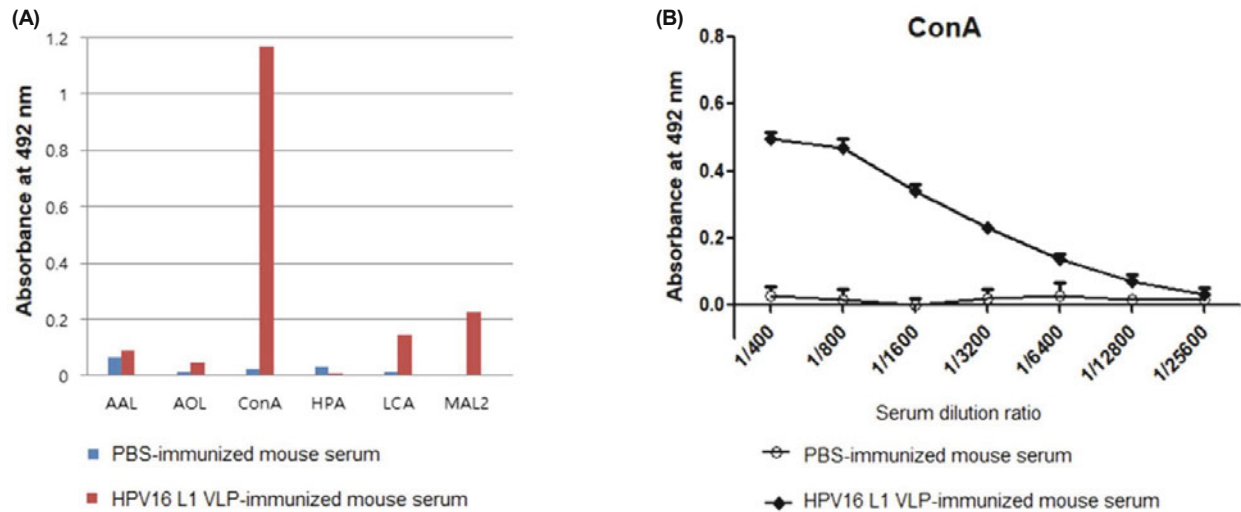 (A)
Absorbance at 492 nm
1.2
1
0.8
0.6
0.4
0.2
0
AAL AOL ConA HPA LCA MAL2
PBS-immunized mouse serum
HPV16 L1 VLP-immunized mouse serum
(B)
ConA
Absorbance at 492 nm
0.8
0.6
0.4
0.2
0.0
1/400 1/800 1/1600 1/3200 1/6400 1/12800 1/25600
Serum dilution ratio
PBS-immunized mouse serum
HPV16 L1 VLP-immunized mouse serum